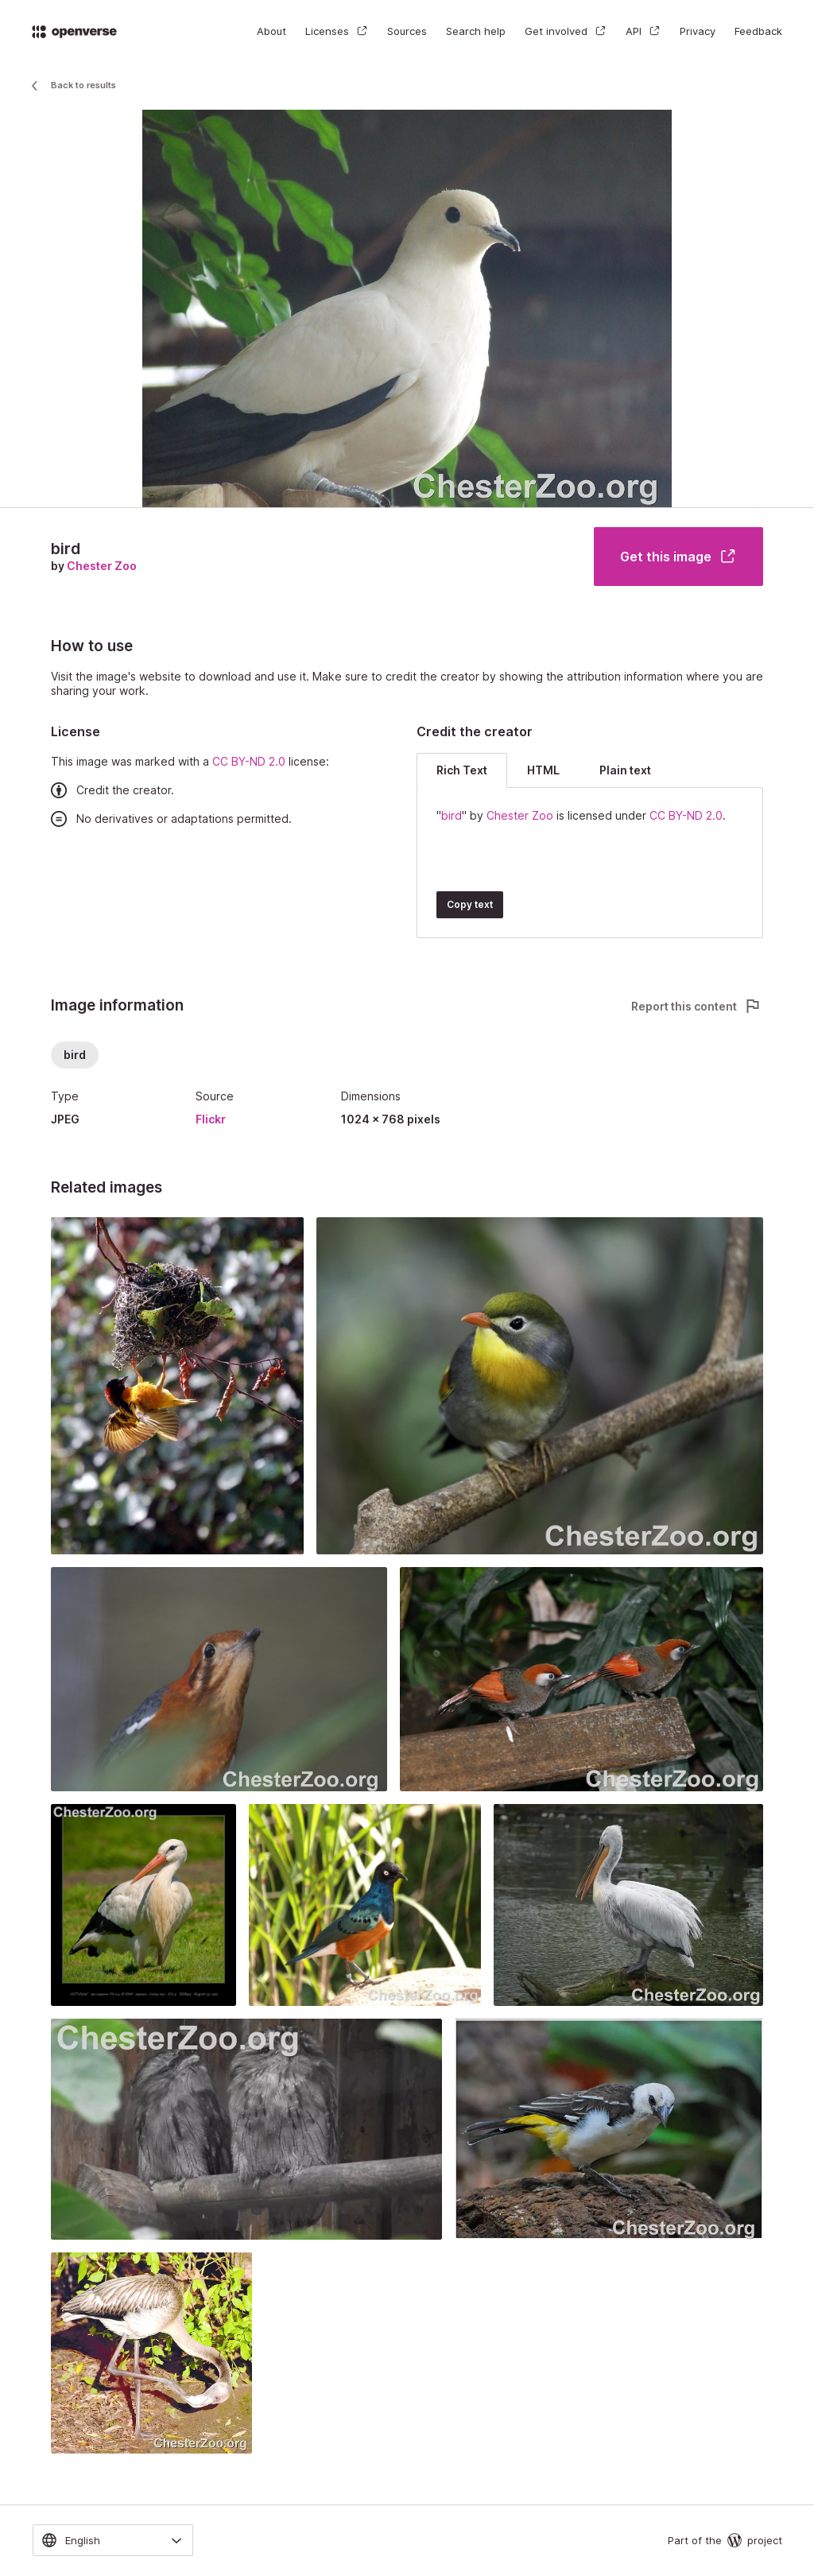 openverse
About Licenses Sources Search help Get involved API Privacy Feedback
Back to results
ChesterZoo.org
bird
by Chester Zoo
Get this image
How to use
Visit the image's website to download and use it. Make sure to credit the creator by showing the attribution information where you are
sharing your work.
License
This image was marked with a CC BY-ND 2.0 license:
Credit the creator.
No derivatives or adaptations permitted.
Credit the creator
Rich Text HTML Plain text
"bird" by Chester Zoo is licensed under CC BY-ND 2.0.
Copy text
Image information
Report this content
bird
Type Source Dimensions
JPEG Flickr 1024 × 768 pixels
Related images
ChesterZoo.org
ChesterZoo.org
ChesterZoo.org
ChesterZoo.org
ChesterZoo.org
ChesterZoo.org
ChesterZoo.org
ChesterZoo.org
ChesterZoo.org
English
Part of the project